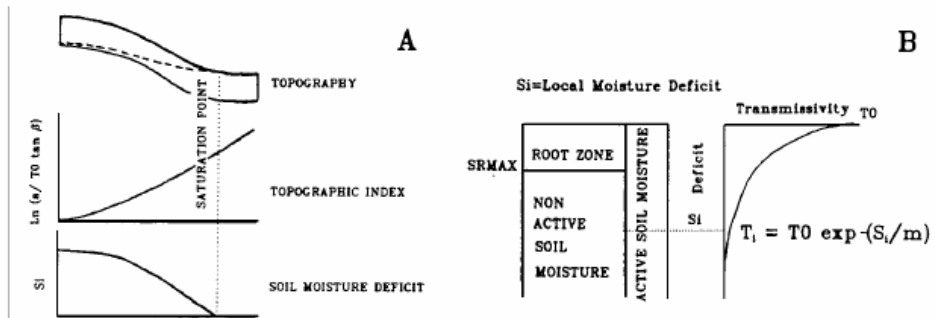 A
TOPOGRAPHY
SATURATION POINT
Ln (a/ T0 tan β)
TOPOGRAPHIC INDEX
Si
SOIL MOISTURE DEFICIT
B
Si=Local Moisture Deficit
Transmissivity
T0
SRMAX
ROOT ZONE
NON
ACTIVE
SOIL
MOISTURE
ACTIVE SOIL MOISTURE
Deficit
Si
Ti = T0 exp-(Si/m)